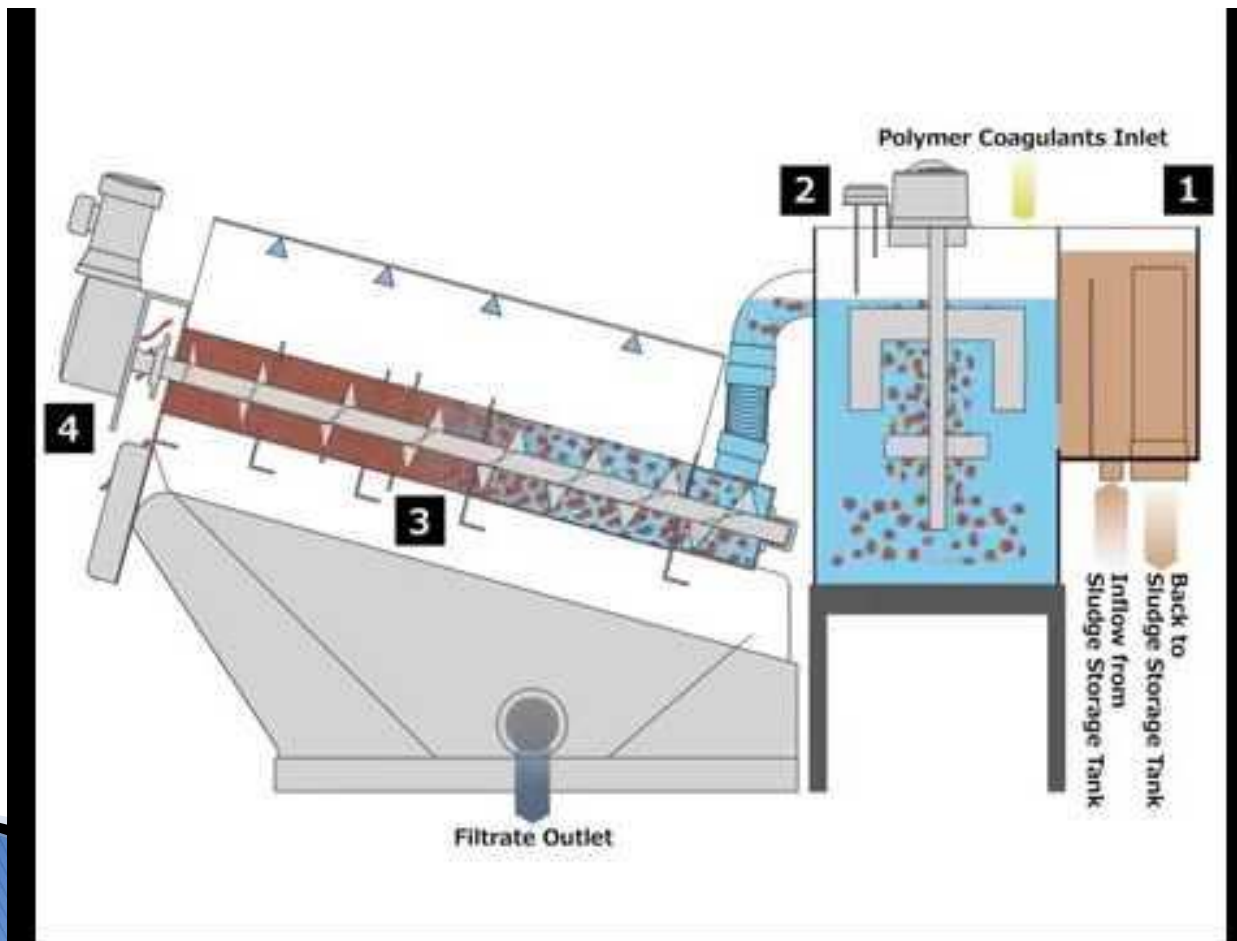 Polymer Coagulants Inlet
2
1
4
3
Inflow from
Sludge Storage Tank
Back to
Sludge Storage Tank
Filtrate Outlet